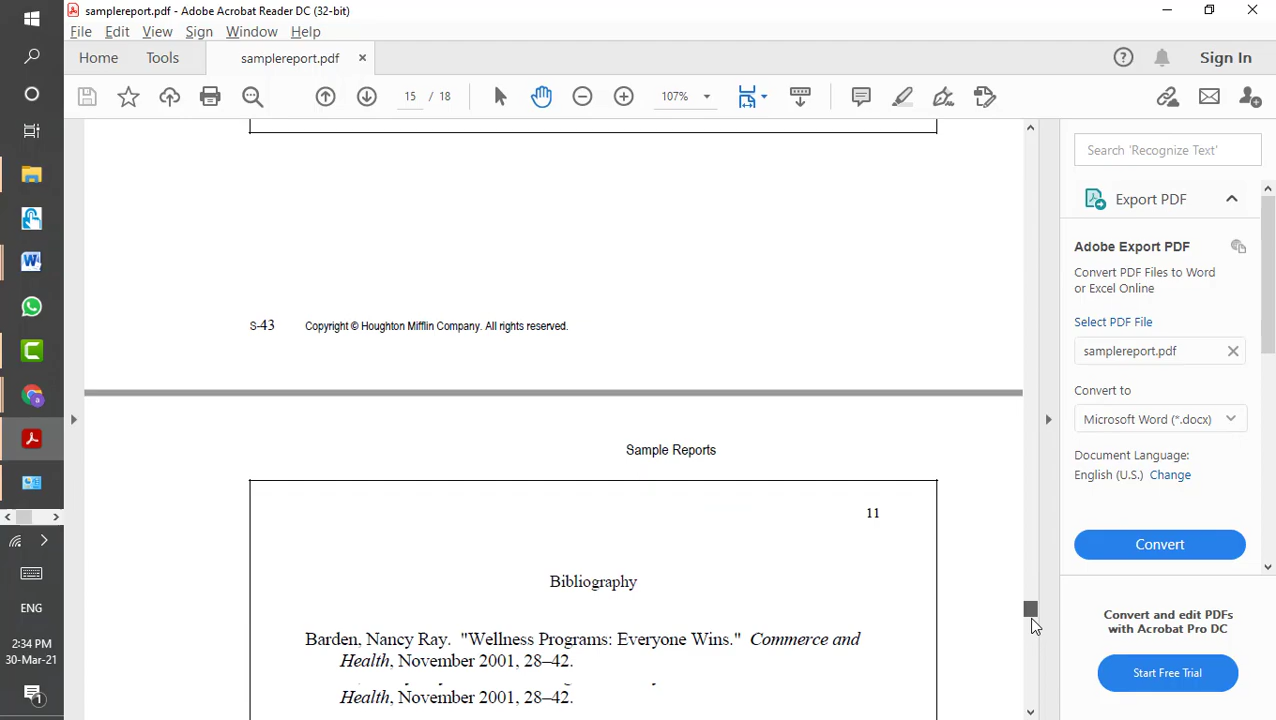 samplereport.pdf - Adobe Acrobat Reader DC (32-bit)
File Edit View Sign Window Help
Home Tools samplereport.pdf Sign In
15 / 18 107%
Search 'Recognize Text'
Export PDF
Adobe Export PDF
Convert PDF Files to Word
or Excel Online
Select PDF File
samplereport.pdf
Convert to
Microsoft Word (*.docx)
Document Language:
English (U.S.) Change
Convert
Convert and edit PDFs
with Acrobat Pro DC
Start Free Trial
S-43 Copyright © Houghton Mifflin Company. All rights reserved.
Sample Reports
11
Bibliography
Barden, Nancy Ray. "Wellness Programs: Everyone Wins." Commerce and
Health, November 2001, 28–42.
Health, November 2001, 28–42.
ENG
2:34 PM
30-Mar-21
1